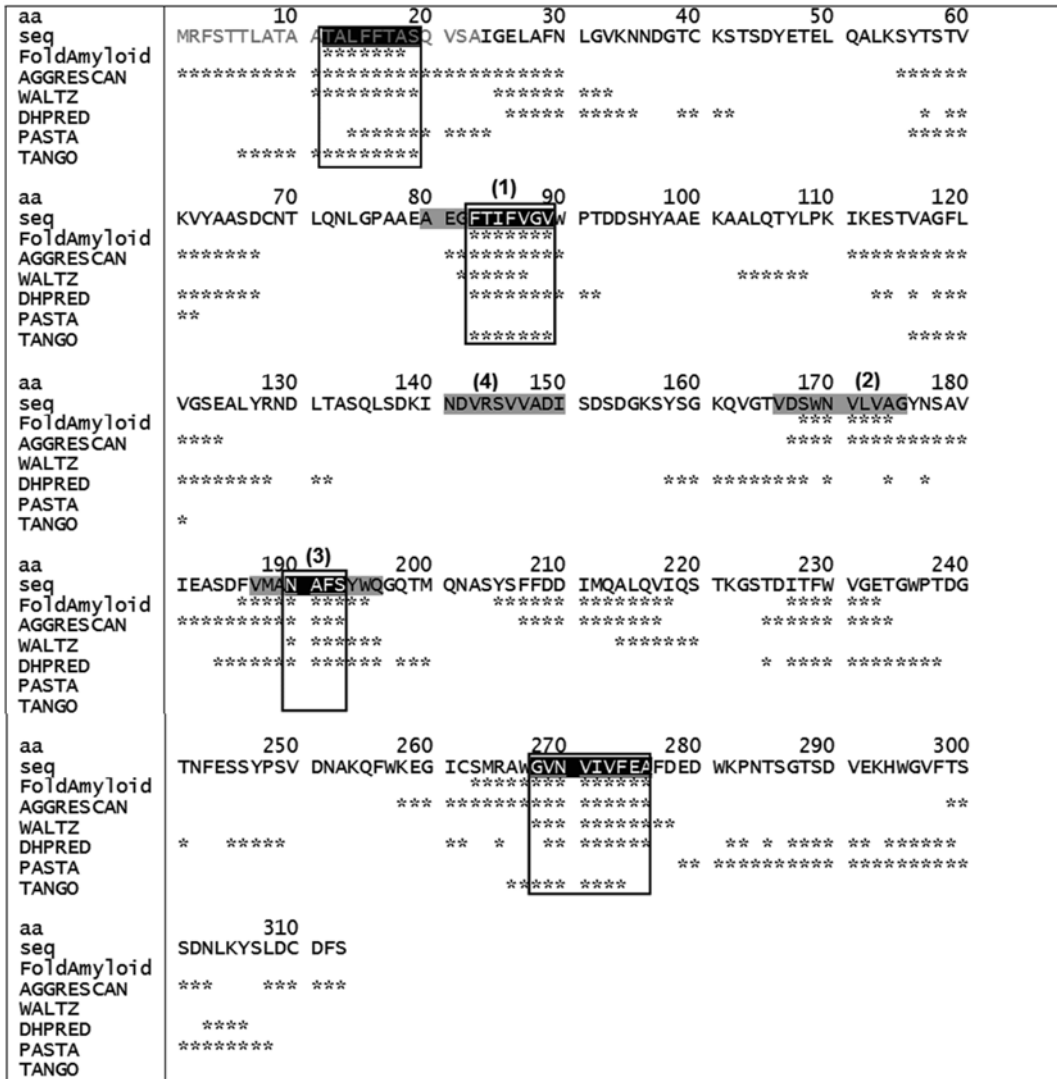 aa 10 20 30 40 50 60
seq MRFSTTLATA ATALFFTASQ VSAIGELAFN LGVKNNDGTC KSTSDYETEL QALKSYTSTV
FoldAmyloid *******
AGGRESCAN ********* ******************* *****
WALTZ ******** ***** ***
DHPRED ***** ***** ** ** * **
PASTA ****** **** *****
TANGO ***** ********
aa 70 80 (1) 90 100 110 120
seq KVYAASDCNT LQNLGPAAEA EGFTIFVGVW PTDDSHYAAE KAALQTYLPK IKESTVAGFL
FoldAmyloid *******
AGGRESCAN ******* ********* *********
WALTZ ****** ******
DHPRED ******* ******** ** ** * ***
PASTA **
TANGO ******* *****
aa 130 140 (4) 150 160 170 (2) 180
seq VGSEALYRND LTASQLSDKI NDVRSVVADI SDSDGKSYSG KQVGTVDSWN VLVAGYNSAV
FoldAmyloid *** ****
AGGRESCAN **** **** *********
WALTZ
DHPRED ******* ** *** ******* * * *
PASTA
TANGO *
aa 190 (3) 200 210 220 230 240
seq IEASDFVMAN AFSYWQGQTM QNASYSFFDD IMQALQVIQS TKGSTDITFW VGETGWPTDG
FoldAmyloid ***** ***** ***** ******** **** ***
AGGRESCAN ********* *** **** ******* ***** ****
WALTZ * ****** *******
DHPRED ******* ****** *** * **** ********
PASTA
TANGO
aa 250 260 270 280 290 300
seq TNFESSYPSV DNAKQFWKEG ICSMRAWGVN VIVFEAFDED WKPNTSGTSD VEKHWGVFTS
FoldAmyloid ******* ******
AGGRESCAN *** ********* ****** **
WALTZ *** ********
DHPRED * ***** ** * ** ****** ** * **** ** *****
PASTA ** ******** *********
TANGO **** ****
aa 310
seq SDNLKYSLDC DFS
FoldAmyloid
AGGRESCAN *** *** ***
WALTZ
DHPRED ****
PASTA ********
TANGO